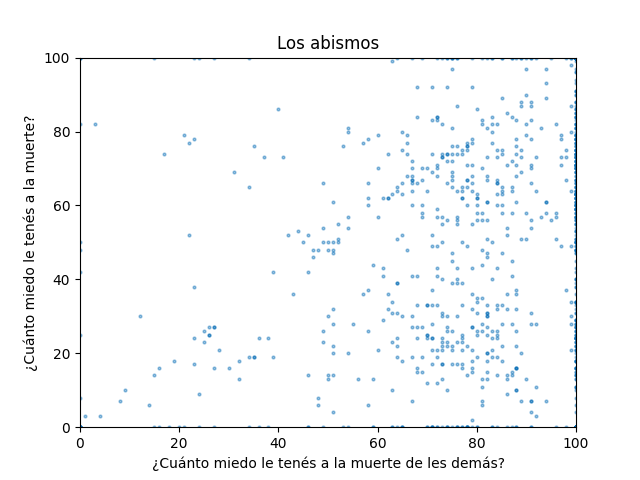 Los abismos
100
80
60
40
20
0
¿Cuánto miedo le tenés a la muerte?
0 20 40 60 80 100
¿Cuánto miedo le tenés a la muerte de les demás?